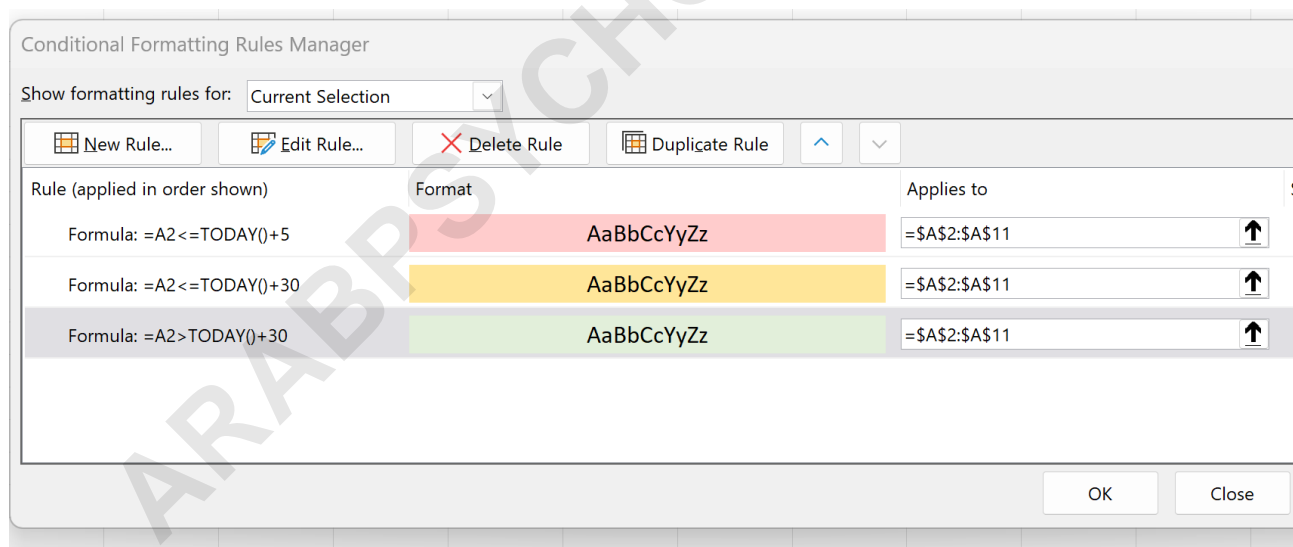 Conditional Formatting Rules Manager
Show formatting rules for: Current Selection
New Rule... Edit Rule... Delete Rule Duplicate Rule
Rule (applied in order shown) Format Applies to
Formula: =A2<=TODAY()+5 AaBbCcYyZz =$A$2:$A$11
Formula: =A2<=TODAY()+30 AaBbCcYyZz =$A$2:$A$11
Formula: =A2>TODAY()+30 AaBbCcYyZz =$A$2:$A$11
OK Close